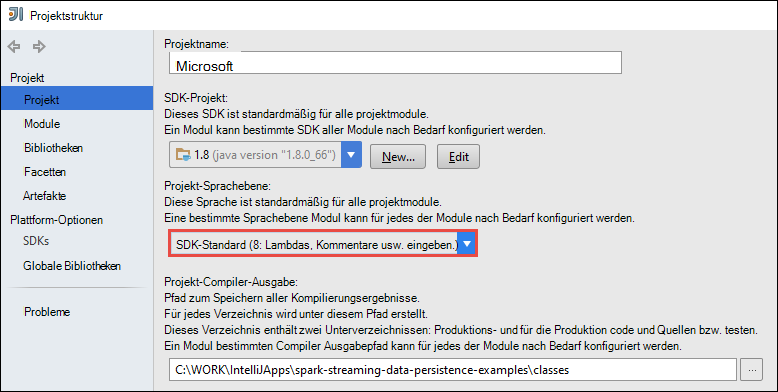 Projektstruktur
Projekt
Projekt
Module
Bibliotheken
Facetten
Artefakte
Plattform-Optionen
SDKs
Globale Bibliotheken
Probleme
Projektname:
Microsoft
SDK-Projekt:
Dieses SDK ist standardmäßig für alle projektmodule.
Ein Modul kann bestimmte SDK aller Module nach Bedarf konfiguriert werden.
1.8 (java version "1.8.0_66")
New...
Edit
Projekt-Sprachebene:
Diese Sprache ist standardmäßig für alle projektmodule.
Eine bestimmte Sprachebene Modul kann für jedes der Module nach Bedarf konfiguriert werden.
SDK-Standard (8: Lambdas, Kommentare usw. eingeben.)
Projekt-Compiler-Ausgabe:
Pfad zum Speichern aller Kompilierungsergebnisse.
Für jedes Verzeichnis wird unter diesem Pfad erstellt.
Dieses Verzeichnis enthält zwei Unterverzeichnissen: Produktions- und für die Produktion code und Quellen bzw. testen.
Ein Modul bestimmten Compiler Ausgabepfad kann für jedes der Module nach Bedarf konfiguriert werden.
C:\WORK\IntelliJApps\spark-streaming-data-persistence-examples\classes
...